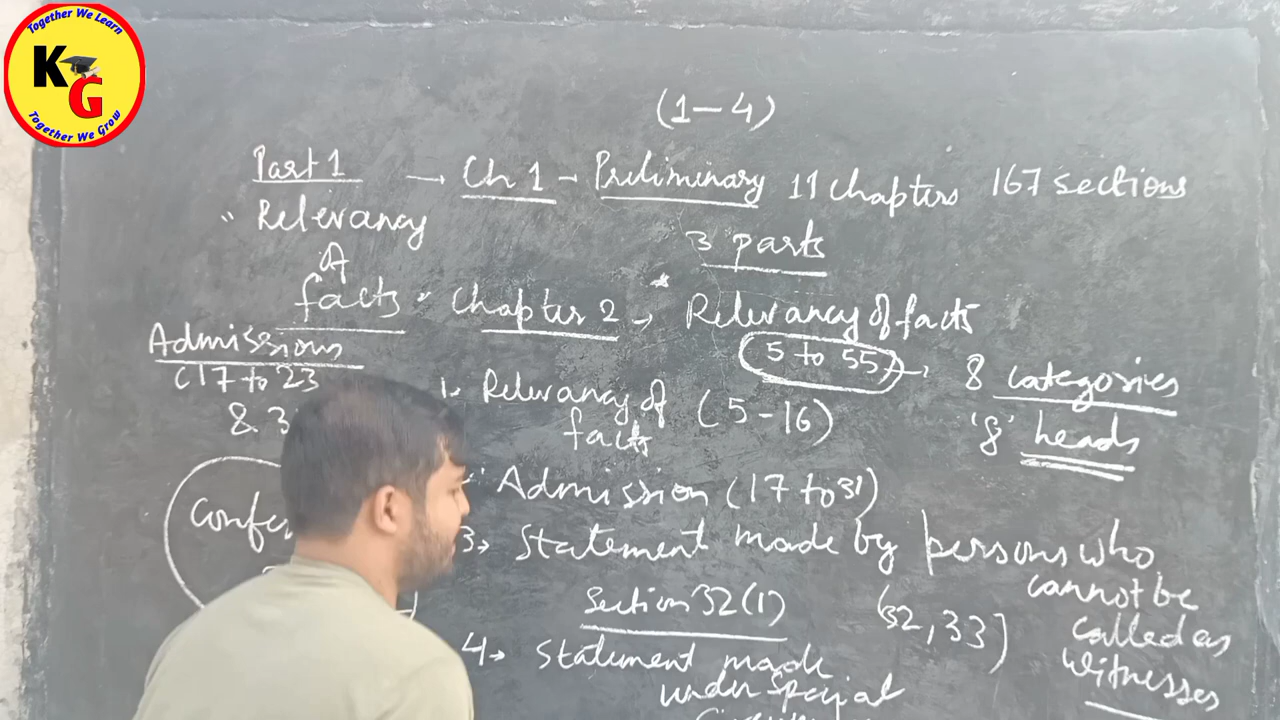 Together We Learn
KG
Together We Grow
(1-4)
Part 1 → Ch 1 - Preliminary 11 chapters 167 sections
" Relevancy
of
facts "
3 parts
Chapter 2 → Relevancy of facts
5 to 55 → 8 categories
'8' heads
Admissions
(17 to 23
& 3
1. Relevancy of facts (5-16)
Admission (17 to 31)
3. Statement made by persons who
cannot be
called as
witnesses
Section 32(1) (32, 33)
4. Statement made
under special